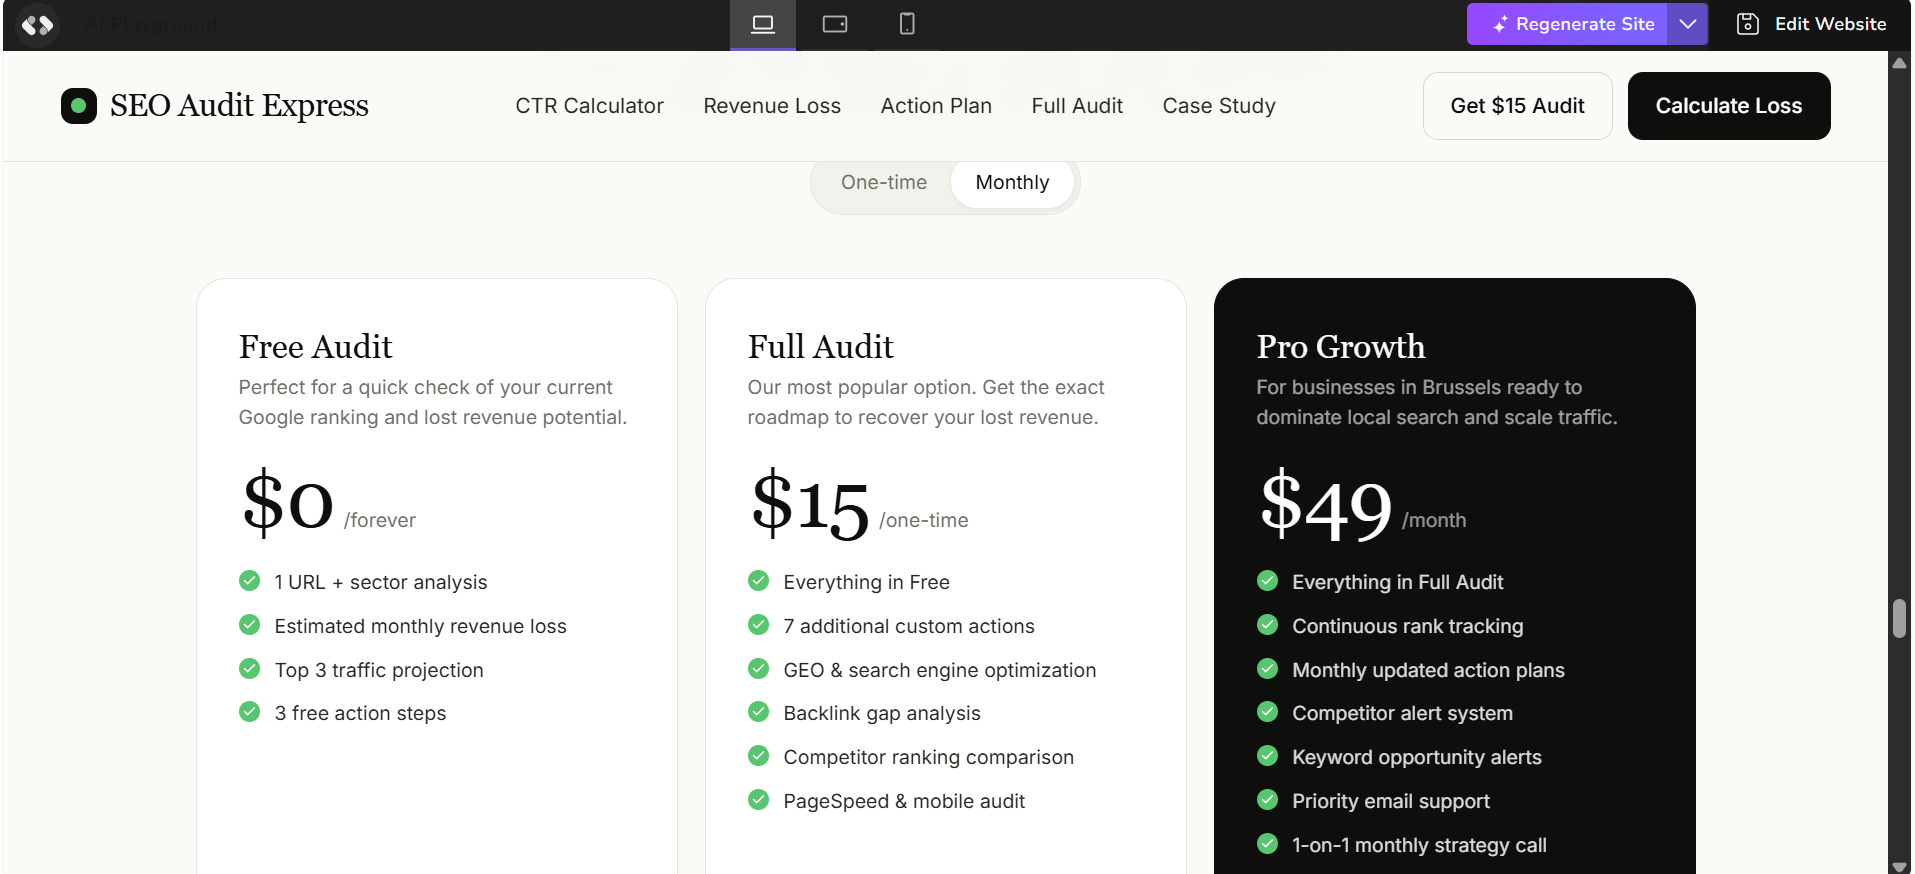 AI Playground
Regenerate Site
Edit Website
SEO Audit Express
CTR Calculator
Revenue Loss
Action Plan
Full Audit
Case Study
Get $15 Audit
Calculate Loss
One-time
Monthly
Free Audit
Perfect for a quick check of your current
Google ranking and lost revenue potential.
$0 /forever
1 URL + sector analysis
Estimated monthly revenue loss
Top 3 traffic projection
3 free action steps
Full Audit
Our most popular option. Get the exact
roadmap to recover your lost revenue.
$15 /one-time
Everything in Free
7 additional custom actions
GEO & search engine optimization
Backlink gap analysis
Competitor ranking comparison
PageSpeed & mobile audit
Pro Growth
For businesses in Brussels ready to
dominate local search and scale traffic.
$49 /month
Everything in Full Audit
Continuous rank tracking
Monthly updated action plans
Competitor alert system
Keyword opportunity alerts
Priority email support
1-on-1 monthly strategy call